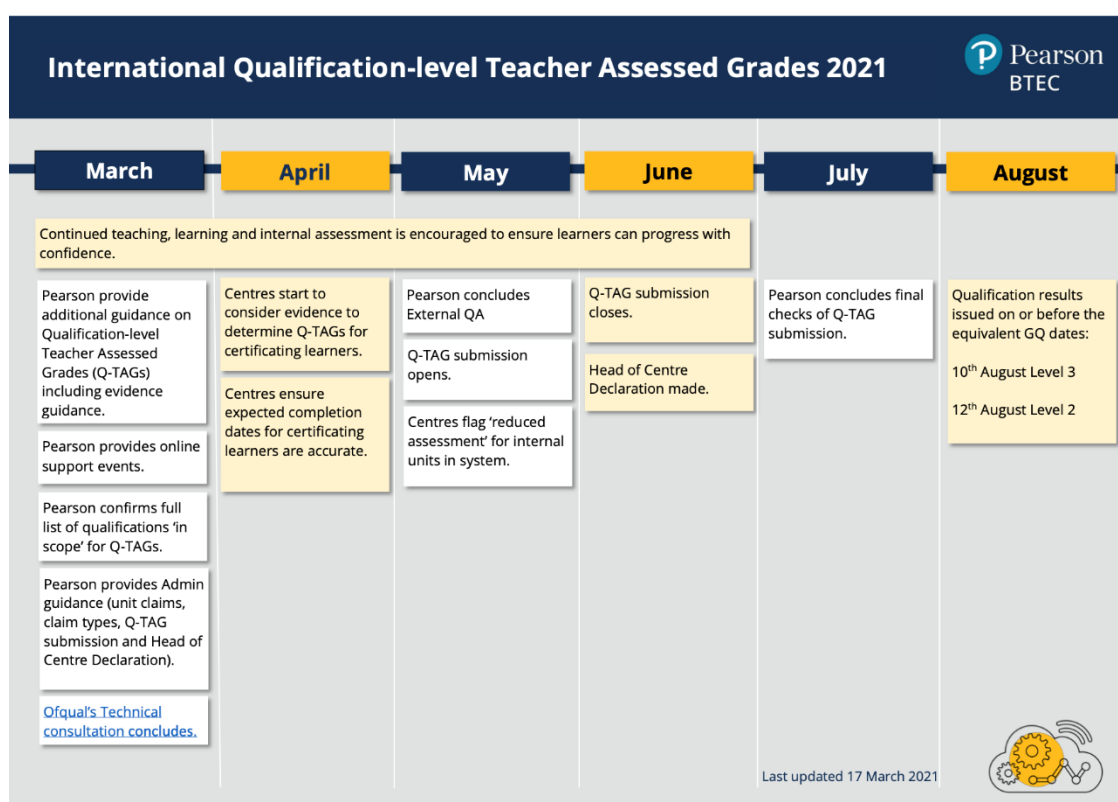 International Qualification-level Teacher Assessed Grades 2021
Pearson
BTEC
March
April
May
June
July
August
Continued teaching, learning and internal assessment is encouraged to ensure learners can progress with
confidence.
Pearson provide
additional guidance on
Qualification-level
Teacher Assessed
Grades (Q-TAGs)
including evidence
guidance.
Pearson provides online
support events.
Pearson confirms full
list of qualifications ‘in
scope’ for Q-TAGs.
Pearson provides Admin
guidance (unit claims,
claim types, Q-TAG
submission and Head of
Centre Declaration).
Ofqual’s Technical
consultation concludes.
Centres start to
consider evidence to
determine Q-TAGs for
certificating learners.
Centres ensure
expected completion
dates for certificating
learners are accurate.
Pearson concludes
External QA
Q-TAG submission
opens.
Centres flag ‘reduced
assessment’ for internal
units in system.
Q-TAG submission
closes.
Head of Centre
Declaration made.
Pearson concludes final
checks of Q-TAG
submission.
Qualification results
issued on or before the
equivalent GQ dates:
10th August Level 3
12th August Level 2
Last updated 17 March 2021